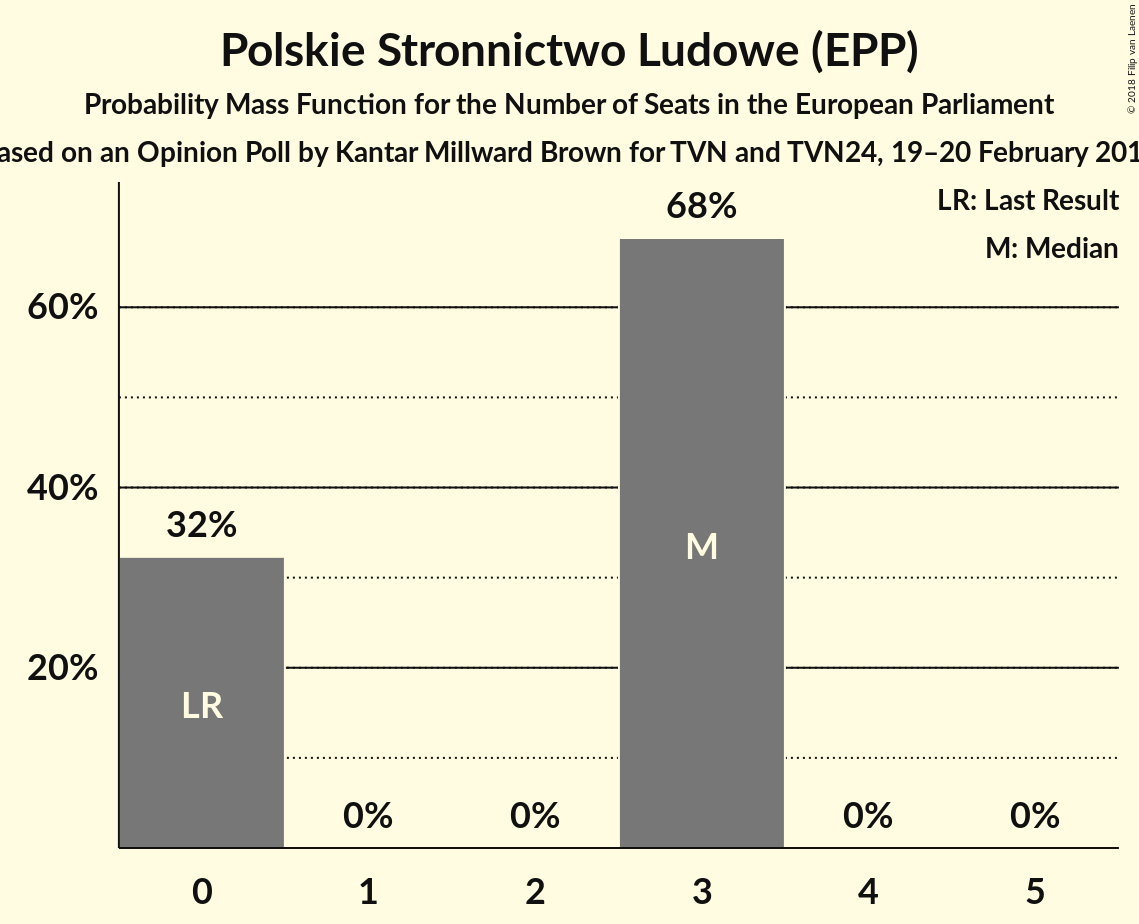 Polskie Stronnictwo Ludowe (EPP)
Probability Mass Function for the Number of Seats in the European Parliament
ased on an Opinion Poll by Kantar Millward Brown for TVN and TVN24, 19–20 February 201
© 2018 Filip van Laenen
LR: Last Result
M: Median
68%
60%
40%
32%
M
20%
LR
0% 0% 0% 0%
0 1 2 3 4 5